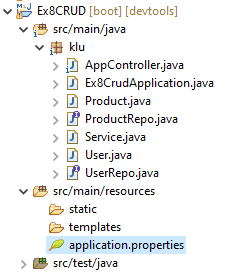 Ex8CRUD [boot] [devtools]
src/main/java
klu
AppController.java
Ex8CrudApplication.java
Product.java
ProductRepo.java
Service.java
User.java
UserRepo.java
src/main/resources
static
templates
application.properties
src/test/java